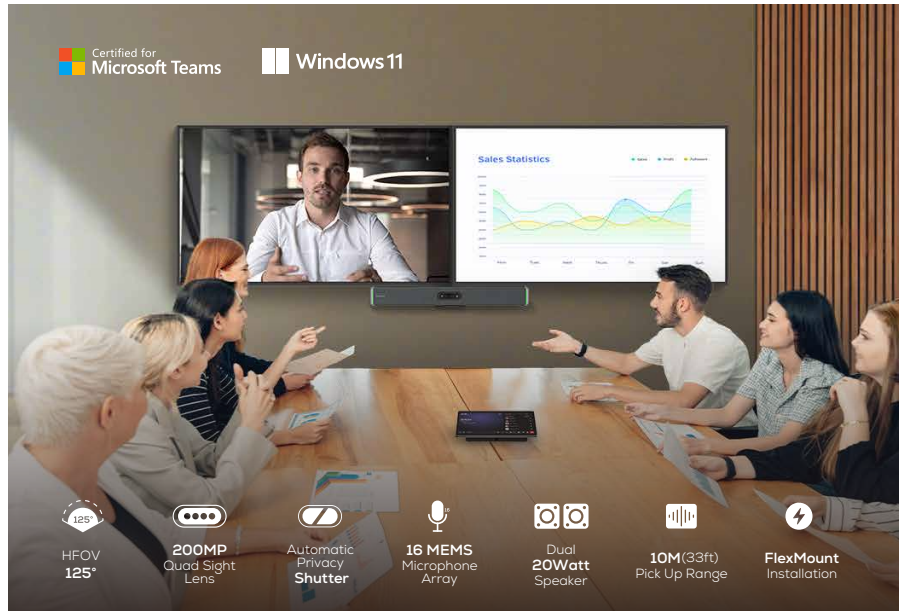 Certified for
Microsoft Teams
Windows 11
Sales Statistics
125°
16
HFOV
125°
200MP
Quad Sight
Lens
Automatic
Privacy
Shutter
16 MEMS
Microphone
Array
Dual
20Watt
Speaker
10M(33ft)
Pick Up Range
FlexMount
Installation